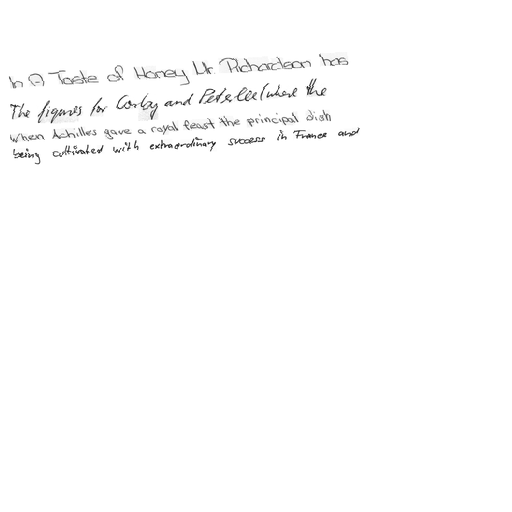 In A Taste of Honey Mr Richardson has
The figures for Corby and Peterlee (where the
When Achilles gave a royal feast the principal dish
being cultivated with extraordinary success in France and